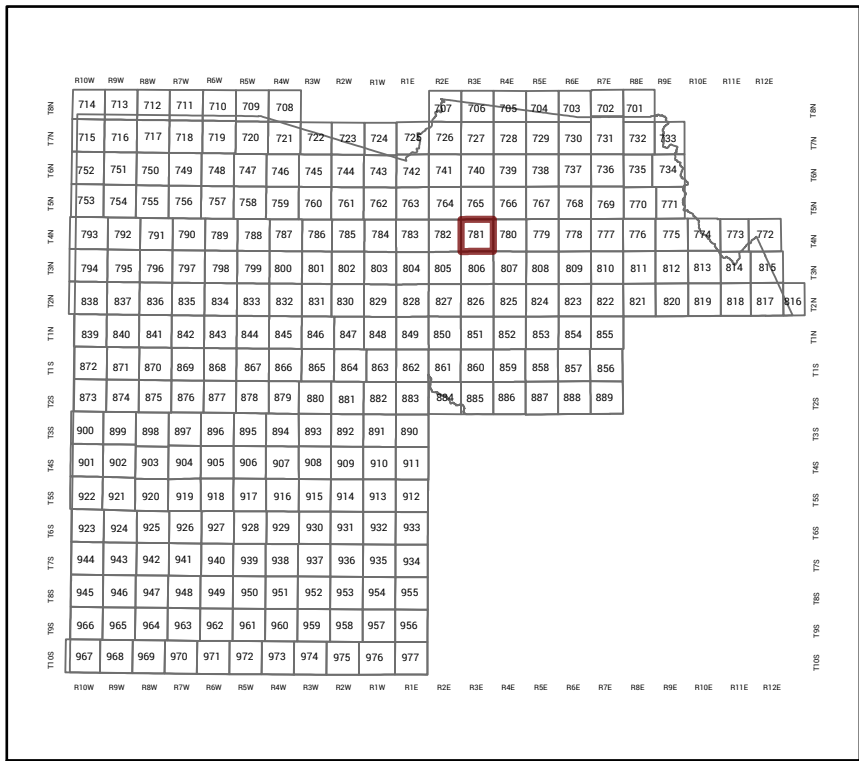 R10W R9W R8W R7W R6W R5W R4W R3W R2W R1W R1E R2E R3E R4E R5E R6E R7E R8E R9E R10E R11E R12E
T8N 714 713 712 711 710 709 708 707 706 705 704 703 702 701 T8N
T7N 715 716 717 718 719 720 721 722 723 724 725 726 727 728 729 730 731 732 733 T7N
T6N 752 751 750 749 748 747 746 745 744 743 742 741 740 739 738 737 736 735 734 T6N
T5N 753 754 755 756 757 758 759 760 761 762 763 764 765 766 767 768 769 770 771 T5N
T4N 793 792 791 790 789 788 787 786 785 784 783 782 781 780 779 778 777 776 775 774 773 772 T4N
T3N 794 795 796 797 798 799 800 801 802 803 804 805 806 807 808 809 810 811 812 813 814 815 T3N
T2N 838 837 836 835 834 833 832 831 830 829 828 827 826 825 824 823 822 821 820 819 818 817 816 T2N
T1N 839 840 841 842 843 844 845 846 847 848 849 850 851 852 853 854 855 T1N
T1S 872 871 870 869 868 867 866 865 864 863 862 861 860 859 858 857 856 T1S
T2S 873 874 875 876 877 878 879 880 881 882 883 884 885 886 887 888 889 T2S
T3S 900 899 898 897 896 895 894 893 892 891 890 T3S
T4S 901 902 903 904 905 906 907 908 909 910 911 T4S
T5S 922 921 920 919 918 917 916 915 914 913 912 T5S
T6S 923 924 925 926 927 928 929 930 931 932 933 T6S
T7S 944 943 942 941 940 939 938 937 936 935 934 T7S
T8S 945 946 947 948 949 950 951 952 953 954 955 T8S
T9S 966 965 964 963 962 961 960 959 958 957 956 T9S
T10S 967 968 969 970 971 972 973 974 975 976 977 T10S
R10W R9W R8W R7W R6W R5W R4W R3W R2W R1W R1E R2E R3E R4E R5E R6E R7E R8E R9E R10E R11E R12E